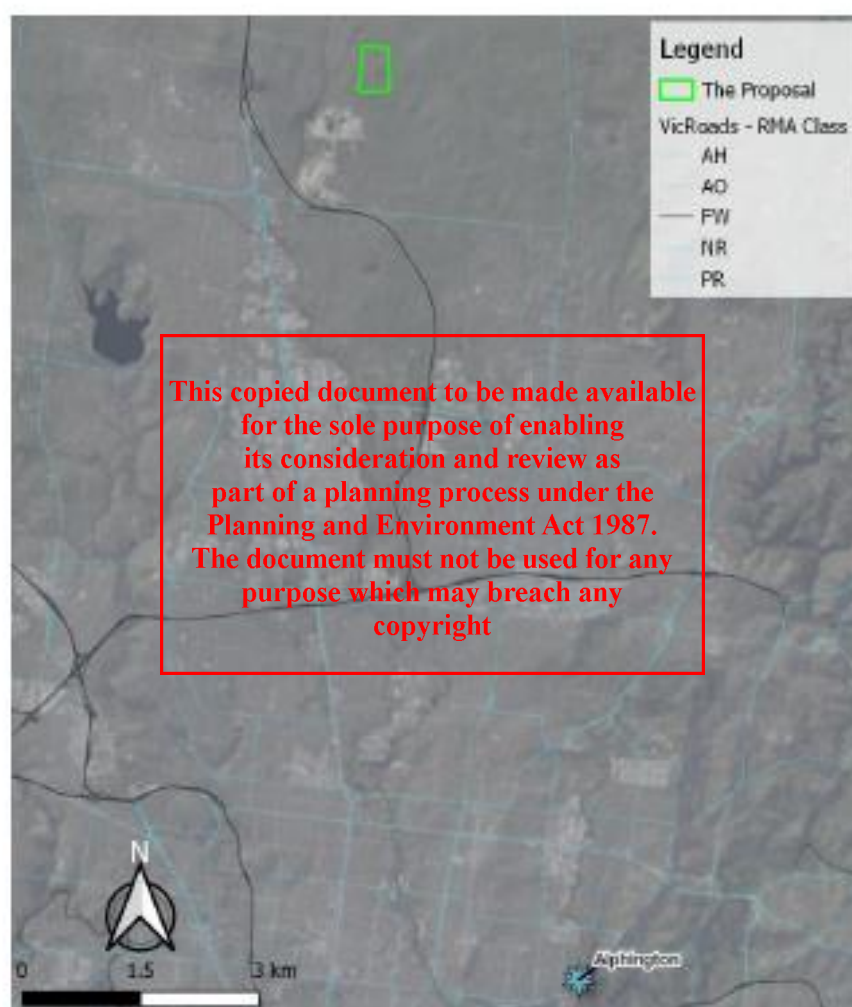 Legend
The Proposal
VicRoads - RMA Class
AH
AO
FW
NR
PR
This copied document to be made available
for the sole purpose of enabling
its consideration and review as
part of a planning process under the
Planning and Environment Act 1987.
The document must not be used for any
purpose which may breach any
copyright
N
Alphington
0 1.5 3 km